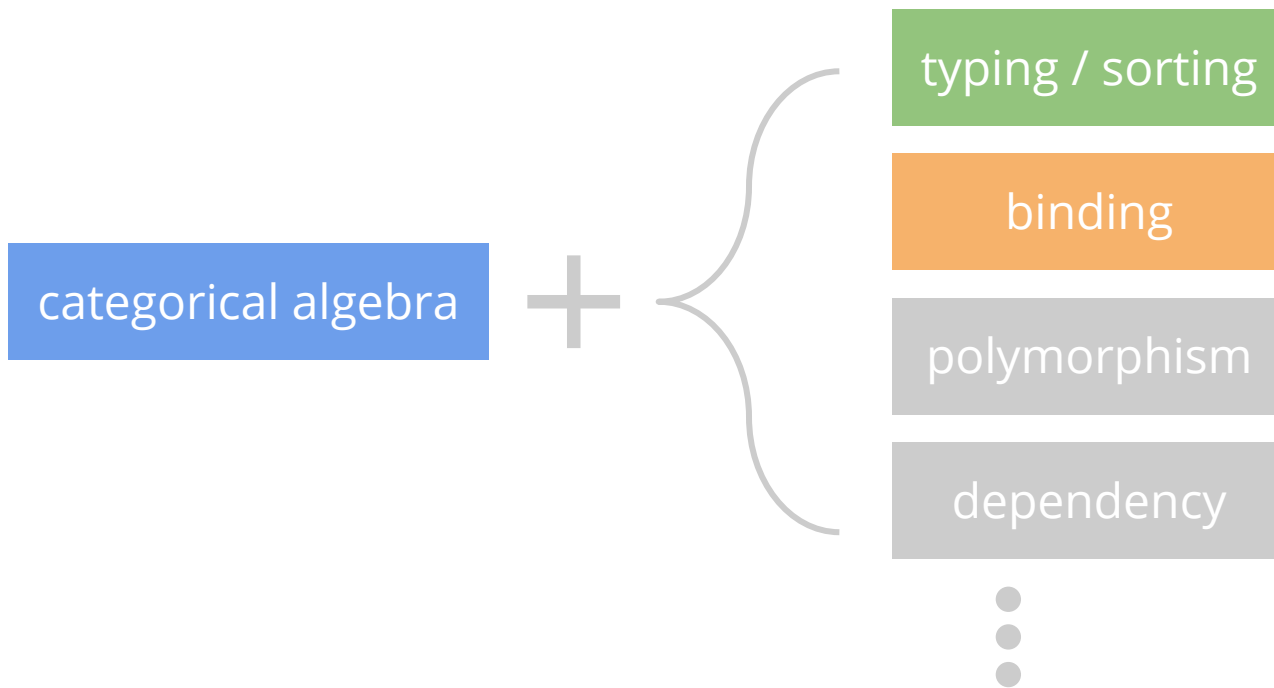 typing / sorting
binding
categorical algebra +
polymorphism
dependency